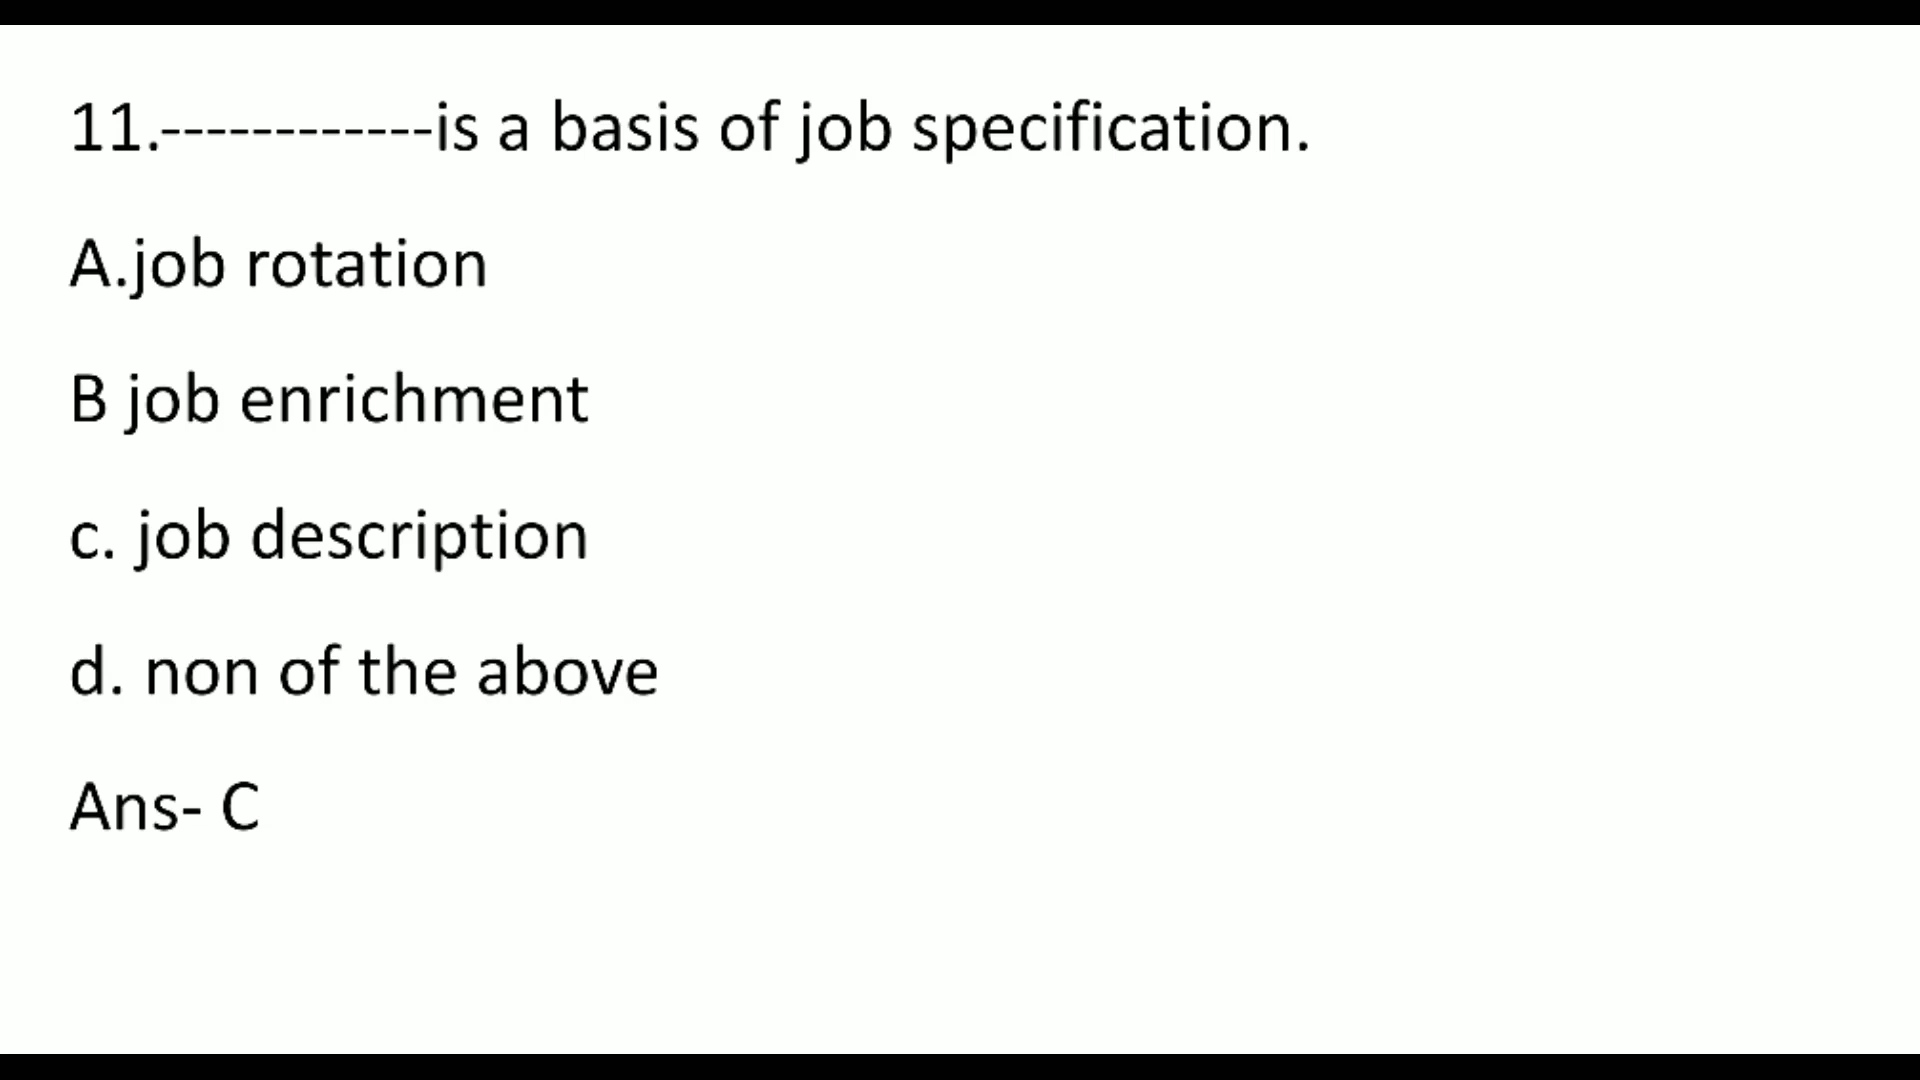 11.------------is a basis of job specification.
A.job rotation
B job enrichment
c. job description
d. non of the above
Ans- C